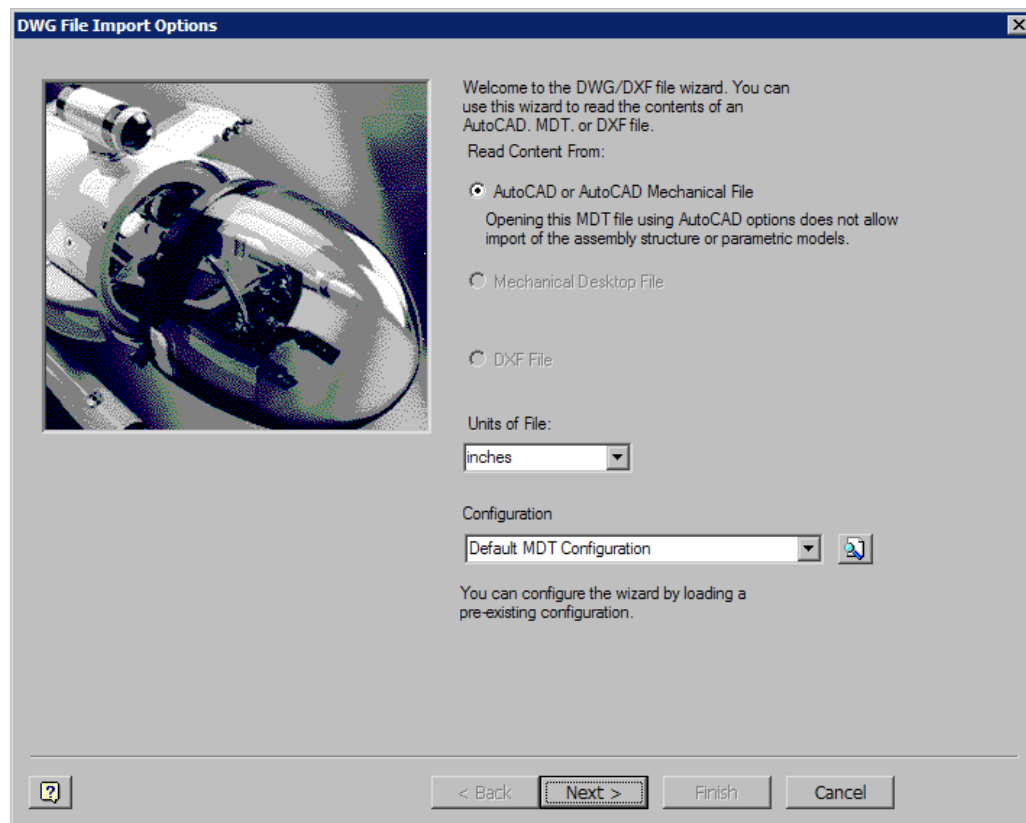 DWG File Import Options
Welcome to the DWG/DXF file wizard. You can
use this wizard to read the contents of an
AutoCAD. MDT. or DXF file.
Read Content From:
AutoCAD or AutoCAD Mechanical File
Opening this MDT file using AutoCAD options does not allow
import of the assembly structure or parametric models.
Mechanical Desktop File
DXF File
Units of File:
inches
Configuration
Default MDT Configuration
You can configure the wizard by loading a
pre-existing configuration.
< Back
Next >
Finish
Cancel